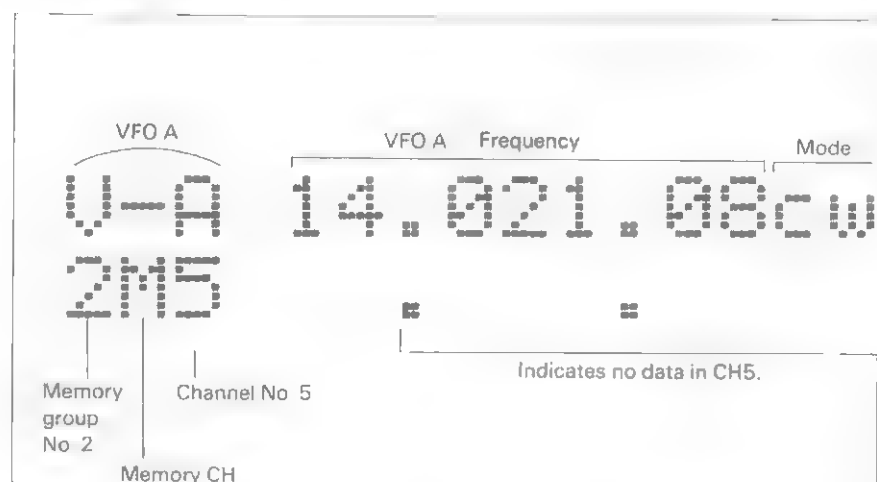 VFO A
VFO A Frequency
Mode
V-A 14.021.08cw
2M5 . .
Indicates no data in CH5.
Memory
group
No 2
Channel No 5
Memory CH